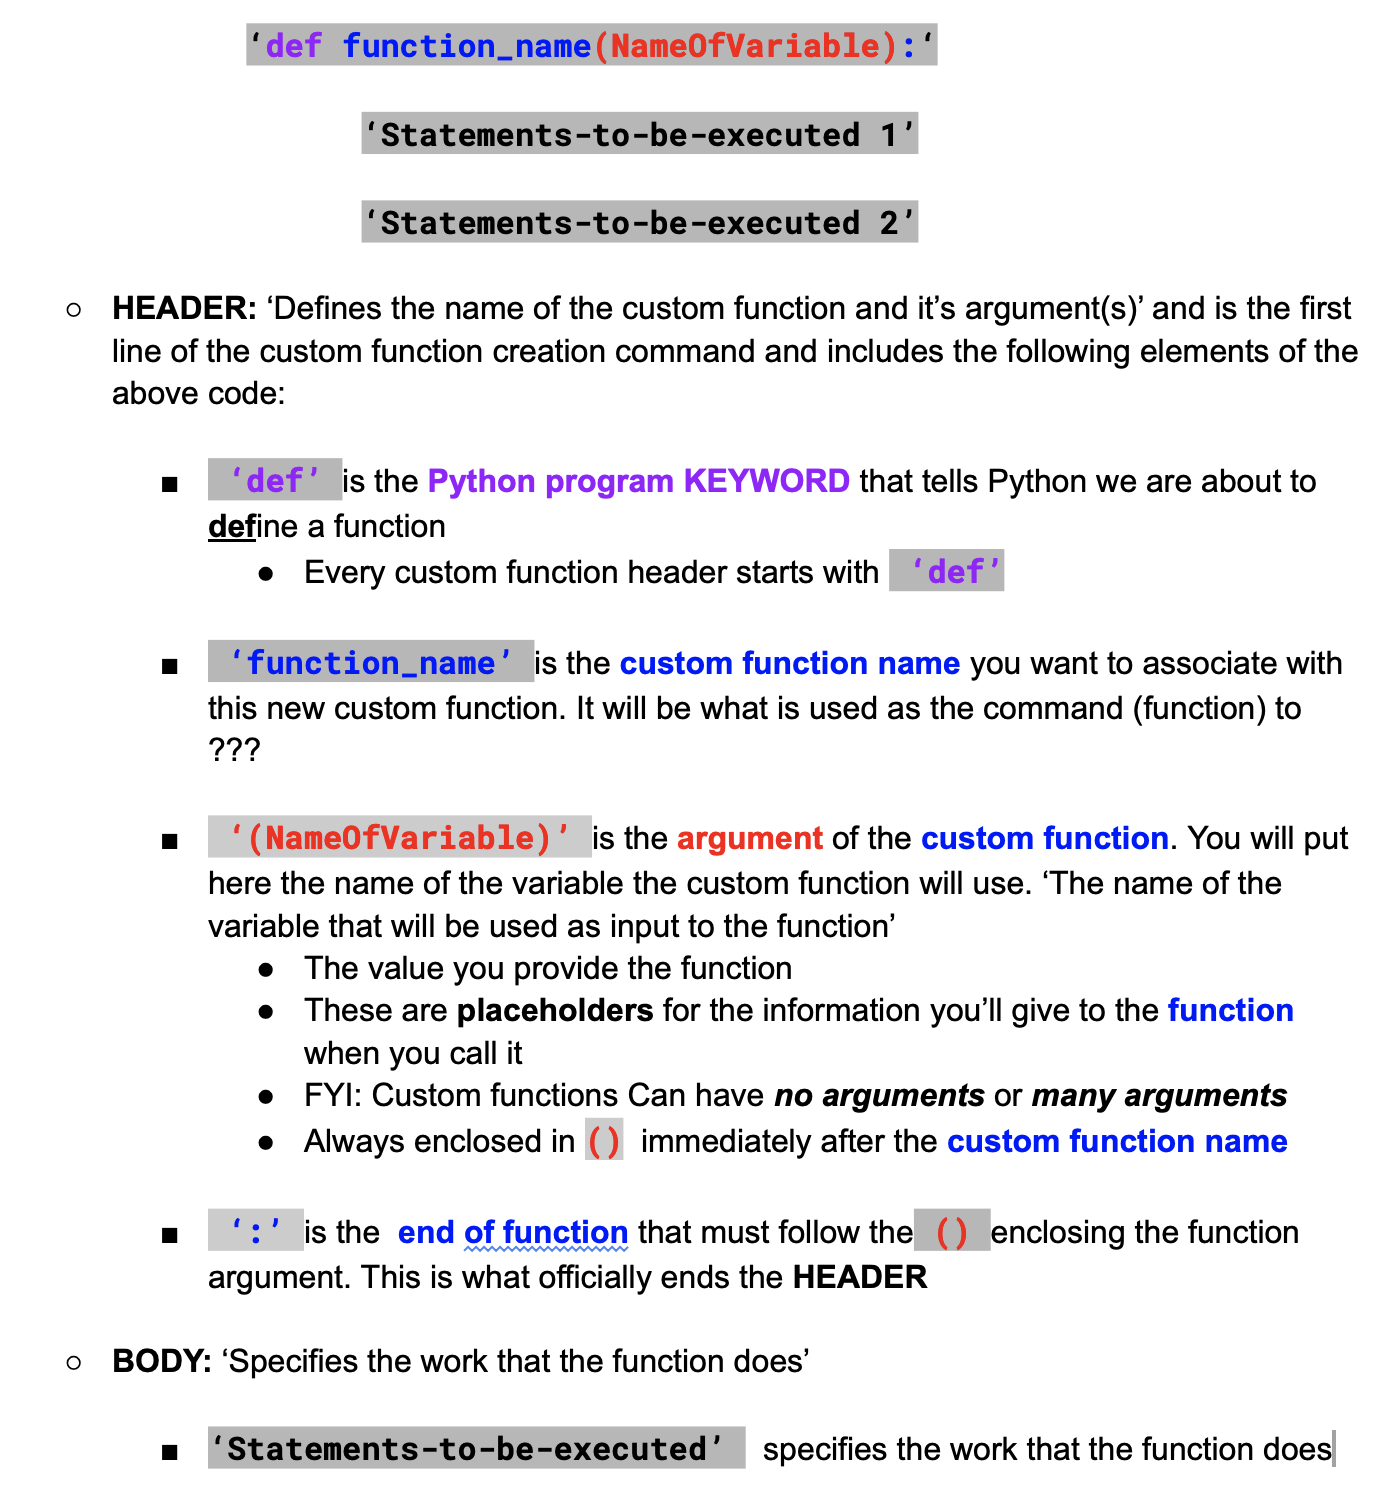 ‘def function_name(NameOfVariable):‘
‘Statements-to-be-executed 1’
‘Statements-to-be-executed 2’
○ HEADER: ‘Defines the name of the custom function and it’s argument(s)’ and is the first
line of the custom function creation command and includes the following elements of the
above code:
■ ‘def’ is the Python program KEYWORD that tells Python we are about to
define a function
● Every custom function header starts with ‘def’
■ ‘function_name’ is the custom function name you want to associate with
this new custom function. It will be what is used as the command (function) to
???
■ ‘(NameOfVariable)’ is the argument of the custom function. You will put
here the name of the variable the custom function will use. ‘The name of the
variable that will be used as input to the function’
● The value you provide the function
● These are placeholders for the information you’ll give to the function
when you call it
● FYI: Custom functions Can have no arguments or many arguments
● Always enclosed in () immediately after the custom function name
■ ‘:’ is the end of function that must follow the () enclosing the function
argument. This is what officially ends the HEADER
○ BODY: ‘Specifies the work that the function does’
■ ‘Statements-to-be-executed’ specifies the work that the function does